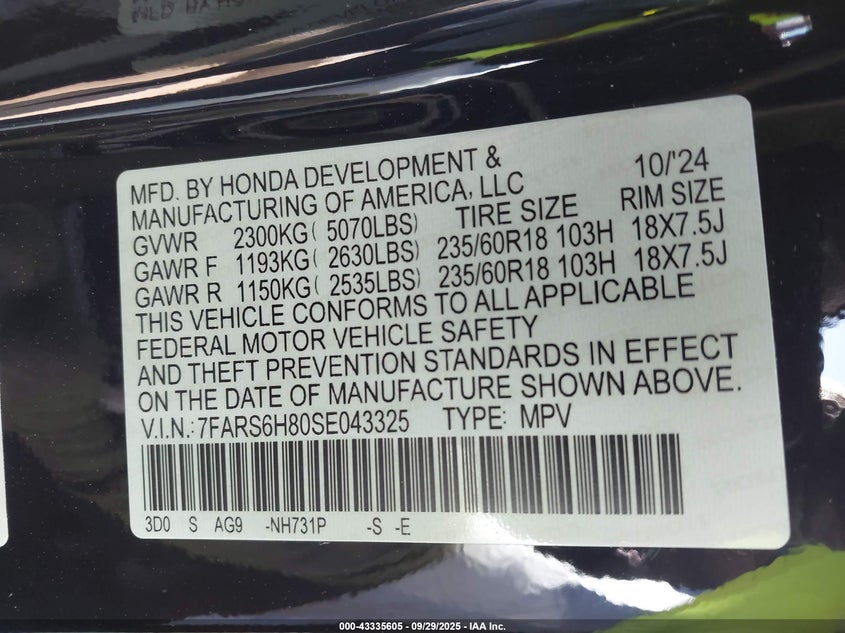 MFD. BY HONDA DEVELOPMENT & 10/'24
MANUFACTURING OF AMERICA, LLC
TIRE SIZE RIM SIZE
GVWR 2300KG( 5070LBS)
GAWR F 1193KG( 2630LBS) 235/60R18 103H 18X7.5J
GAWR R 1150KG( 2535LBS) 235/60R18 103H 18X7.5J
THIS VEHICLE CONFORMS TO ALL APPLICABLE
FEDERAL MOTOR VEHICLE SAFETY
AND THEFT PREVENTION STANDARDS IN EFFECT
ON THE DATE OF MANUFACTURE SHOWN ABOVE.
V.I.N.:7FARS6H80SE043325 TYPE: MPV
3D0 S AG9 -NH731P -S -E
000-43335605 - 09/29/2025 - IAA Inc.